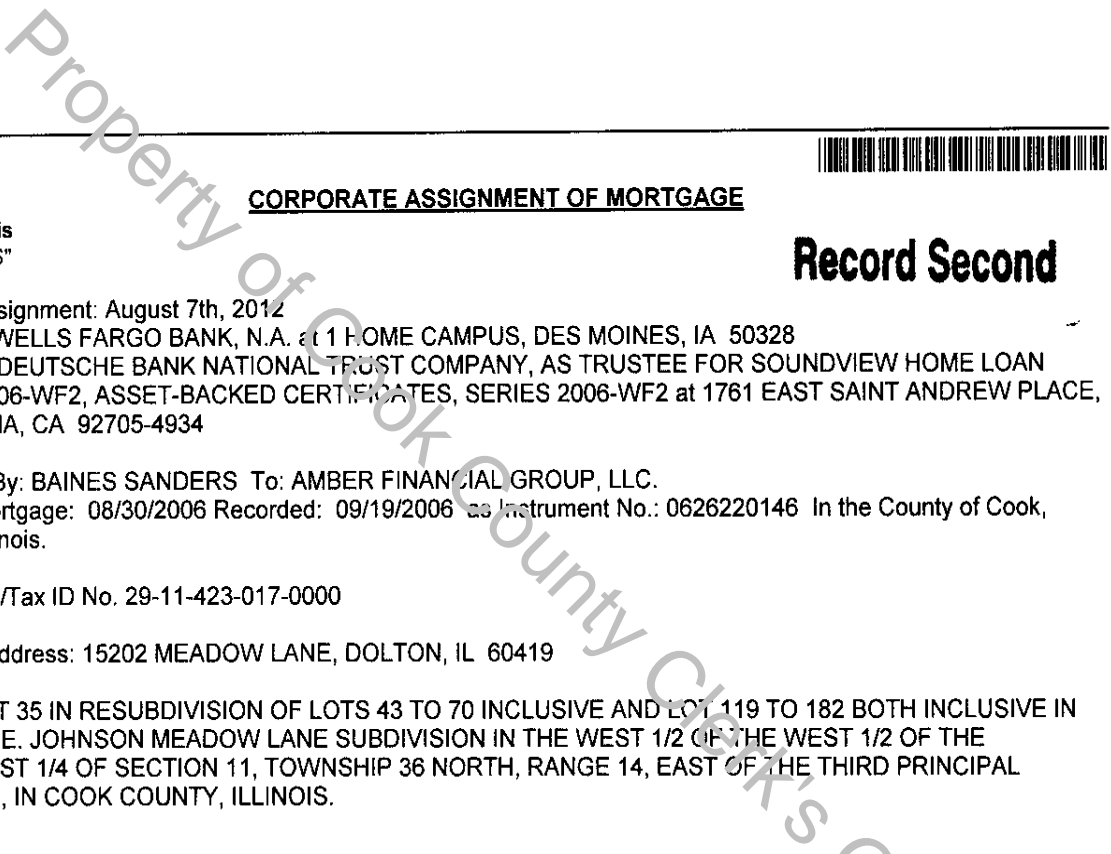 Property of Cook County Clerk's
CORPORATE ASSIGNMENT OF MORTGAGE
is
Record Second
signment: August 7th, 2012
WELLS FARGO BANK, N.A. at 1 HOME CAMPUS, DES MOINES, IA 50328
DEUTSCHE BANK NATIONAL TRUST COMPANY, AS TRUSTEE FOR SOUNDVIEW HOME LOAN
06-WF2, ASSET-BACKED CERTIFICATES, SERIES 2006-WF2 at 1761 EAST SAINT ANDREW PLACE,
IA, CA 92705-4934
By: BAINES SANDERS To: AMBER FINANCIAL GROUP, LLC.
rtgage: 08/30/2006 Recorded: 09/19/2006 as Instrument No.: 0626220146 In the County of Cook,
nois.
/Tax ID No. 29-11-423-017-0000
ddress: 15202 MEADOW LANE, DOLTON, IL 60419
T 35 IN RESUBDIVISION OF LOTS 43 TO 70 INCLUSIVE AND LOT 119 TO 182 BOTH INCLUSIVE IN
E. JOHNSON MEADOW LANE SUBDIVISION IN THE WEST 1/2 OF THE WEST 1/2 OF THE
ST 1/4 OF SECTION 11, TOWNSHIP 36 NORTH, RANGE 14, EAST OF THE THIRD PRINCIPAL
, IN COOK COUNTY, ILLINOIS.